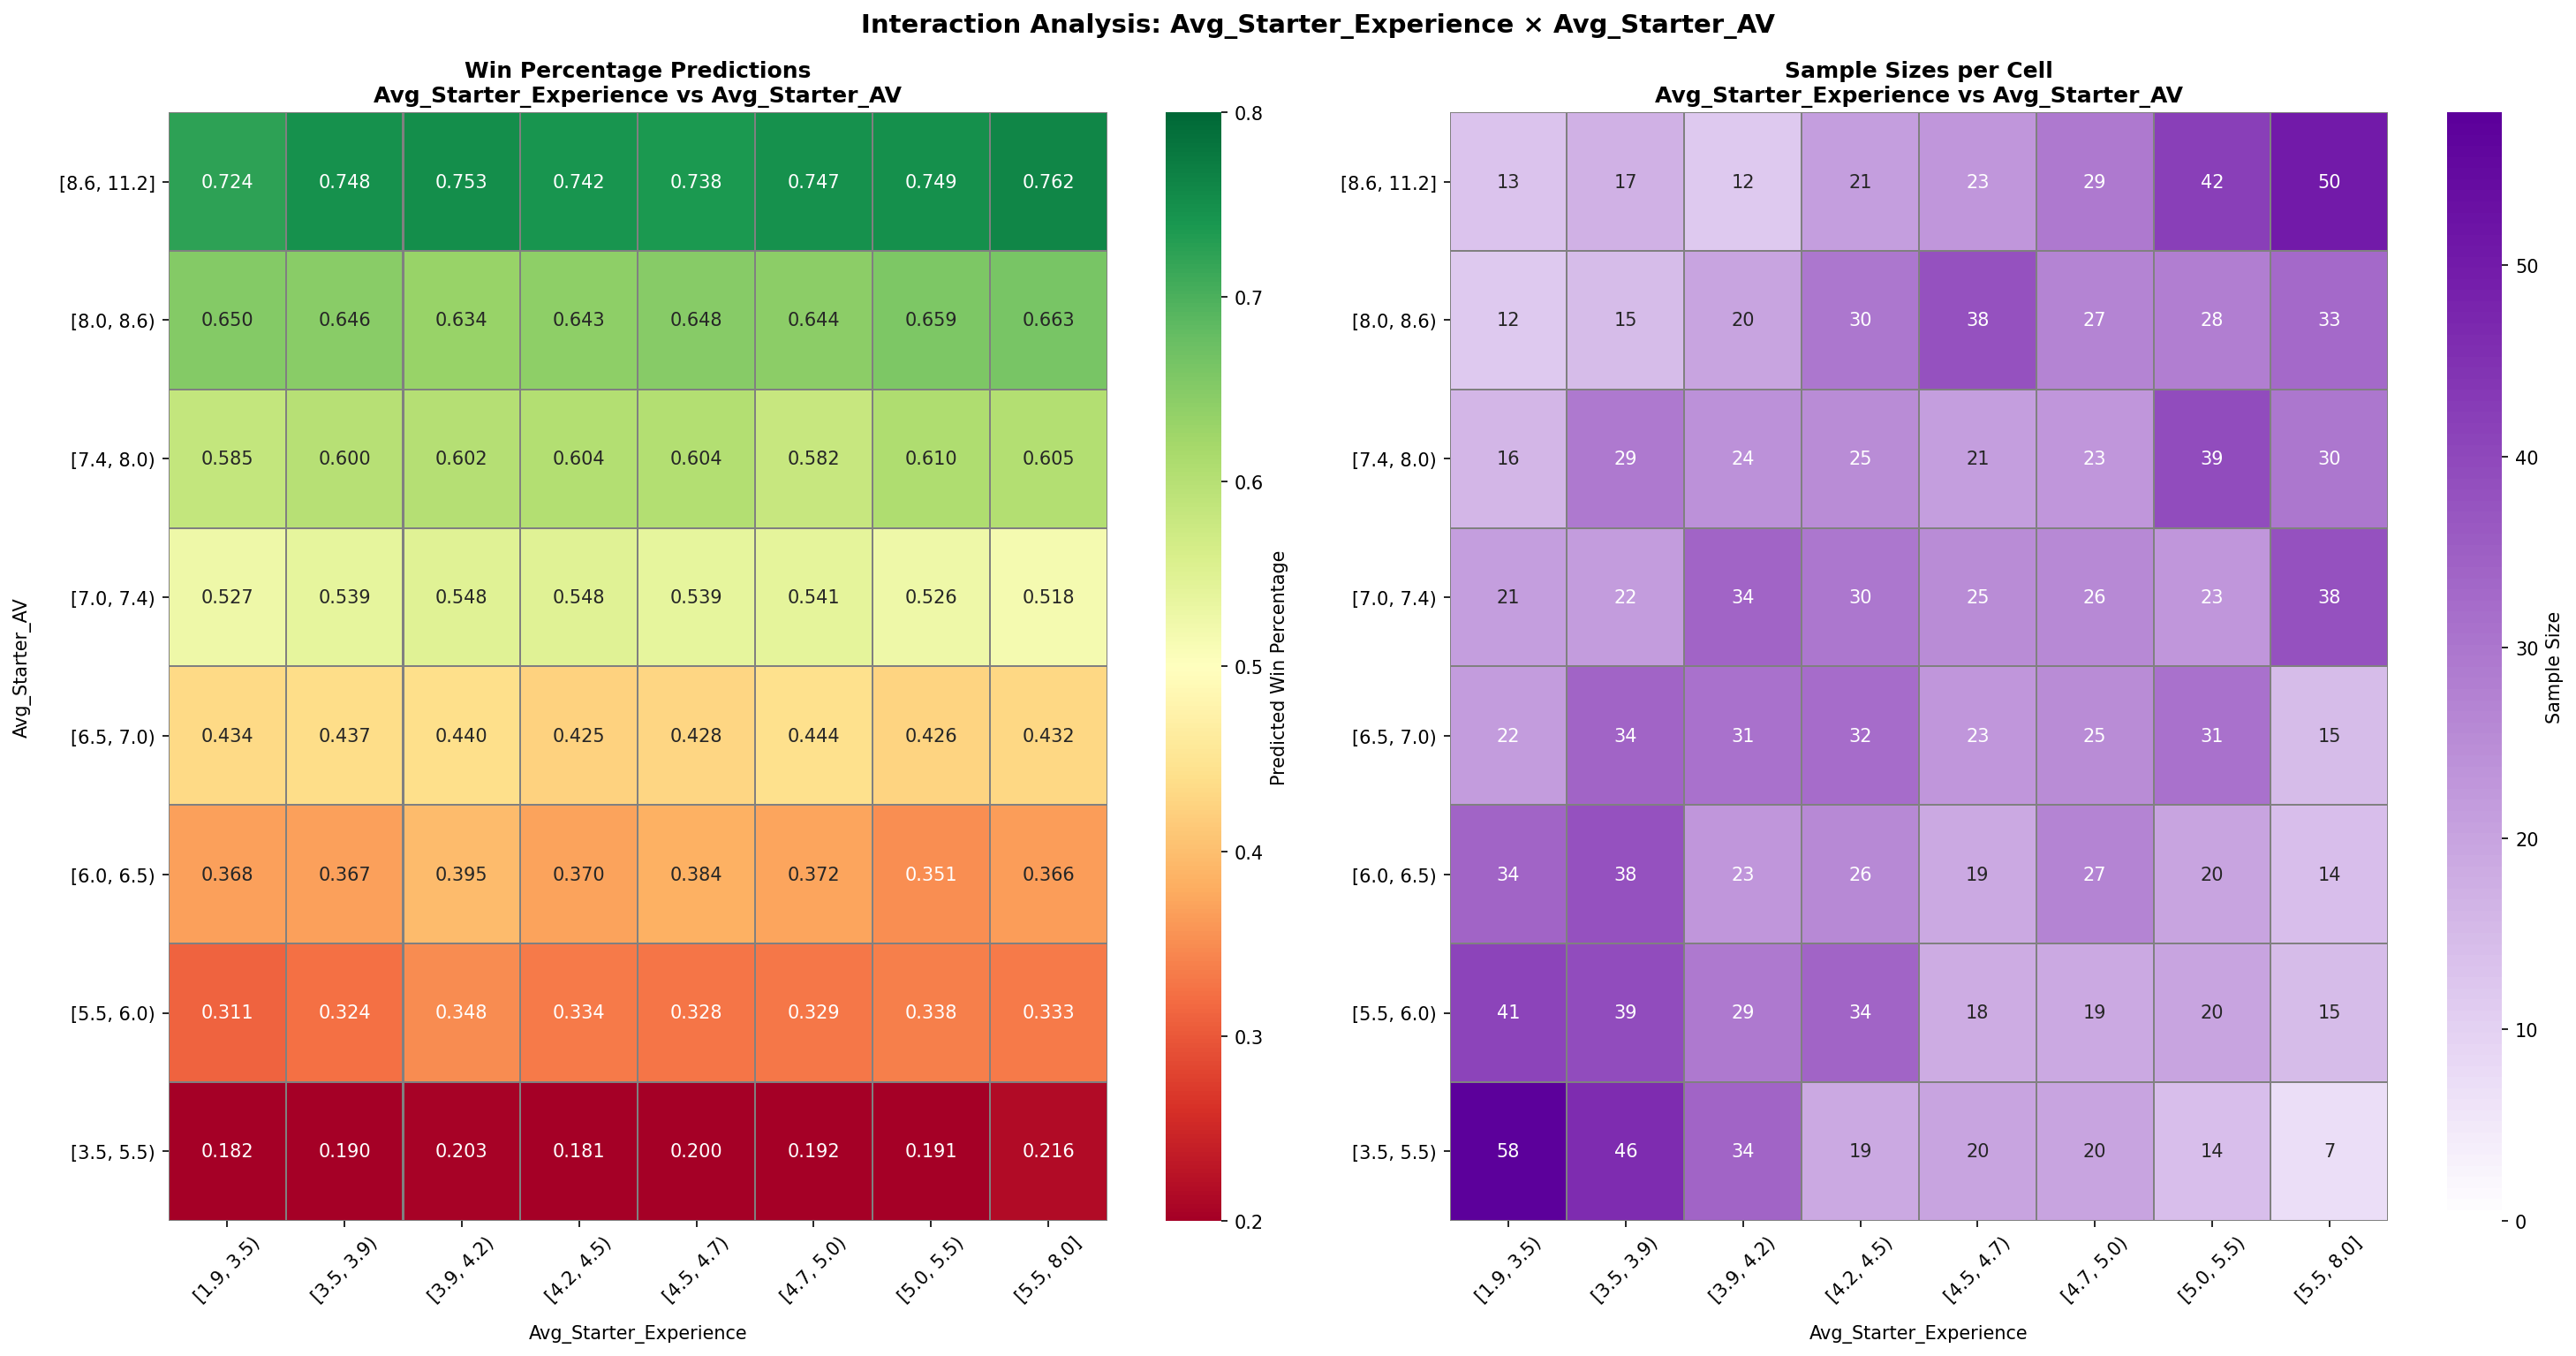 Interaction Analysis: Avg_Starter_Experience × Avg_Starter_AV
Win Percentage Predictions
Avg_Starter_Experience vs Avg_Starter_AV
Avg_Starter_AV
[8.6, 11.2] 0.724 0.748 0.753 0.742 0.738 0.747 0.749 0.762
[8.0, 8.6) 0.650 0.646 0.634 0.643 0.648 0.644 0.659 0.663
[7.4, 8.0) 0.585 0.600 0.602 0.604 0.604 0.582 0.610 0.605
[7.0, 7.4) 0.527 0.539 0.548 0.548 0.539 0.541 0.526 0.518
[6.5, 7.0) 0.434 0.437 0.440 0.425 0.428 0.444 0.426 0.432
[6.0, 6.5) 0.368 0.367 0.395 0.370 0.384 0.372 0.351 0.366
[5.5, 6.0) 0.311 0.324 0.348 0.334 0.328 0.329 0.338 0.333
[3.5, 5.5) 0.182 0.190 0.203 0.181 0.200 0.192 0.191 0.216
[1.9, 3.5) [3.5, 3.9) [3.9, 4.2) [4.2, 4.5) [4.5, 4.7) [4.7, 5.0) [5.0, 5.5) [5.5, 8.0]
Avg_Starter_Experience
0.8
0.7
0.6
0.5
0.4
0.3
0.2
Predicted Win Percentage
Sample Sizes per Cell
Avg_Starter_Experience vs Avg_Starter_AV
[8.6, 11.2] 13 17 12 21 23 29 42 50
[8.0, 8.6) 12 15 20 30 38 27 28 33
[7.4, 8.0) 16 29 24 25 21 23 39 30
[7.0, 7.4) 21 22 34 30 25 26 23 38
[6.5, 7.0) 22 34 31 32 23 25 31 15
[6.0, 6.5) 34 38 23 26 19 27 20 14
[5.5, 6.0) 41 39 29 34 18 19 20 15
[3.5, 5.5) 58 46 34 19 20 20 14 7
[1.9, 3.5) [3.5, 3.9) [3.9, 4.2) [4.2, 4.5) [4.5, 4.7) [4.7, 5.0) [5.0, 5.5) [5.5, 8.0]
Avg_Starter_Experience
50
40
30
20
10
0
Sample Size